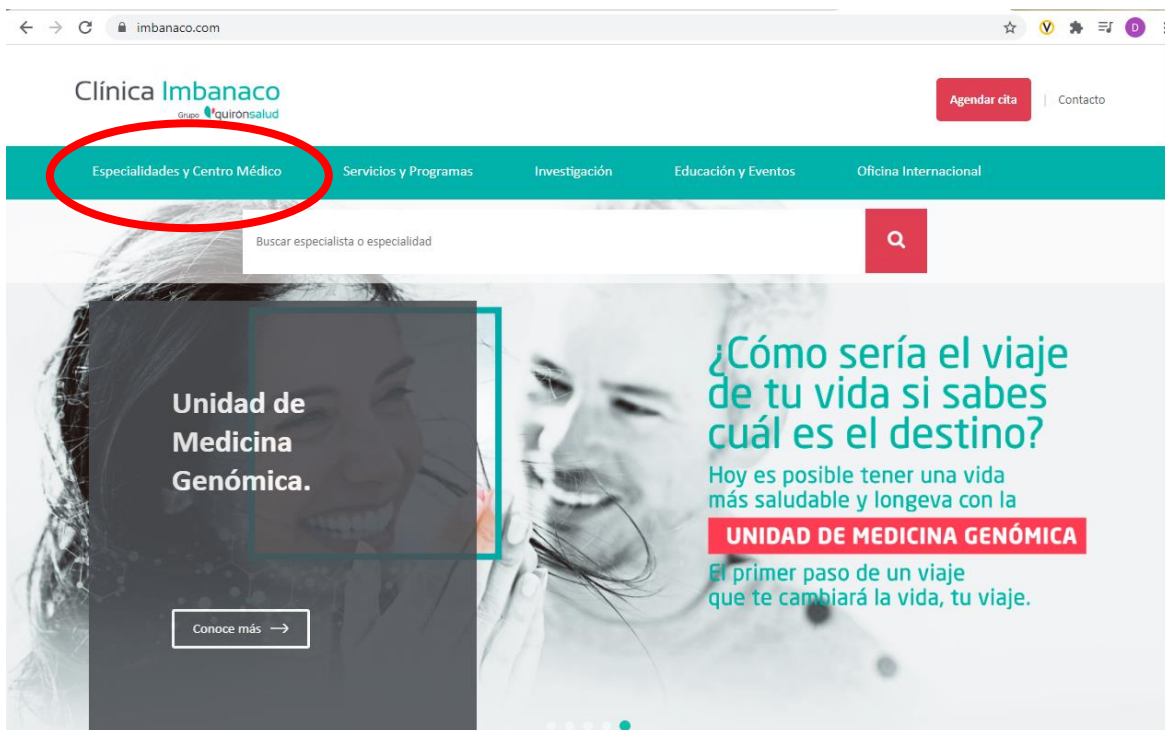 imbanaco.com
D
Clínica Imbanaco
Grupo quirónsalud
Agendar cita | Contacto
Especialidades y Centro Médico Servicios y Programas Investigación Educación y Eventos Oficina Internacional
Buscar especialista o especialidad
Unidad de
Medicina
Genómica.
Conoce más →
¿Cómo sería el viaje
de tu vida si sabes
cuál es el destino?
Hoy es posible tener una vida
más saludable y longeva con la
UNIDAD DE MEDICINA GENÓMICA
El primer paso de un viaje
que te cambiará la vida, tu viaje.